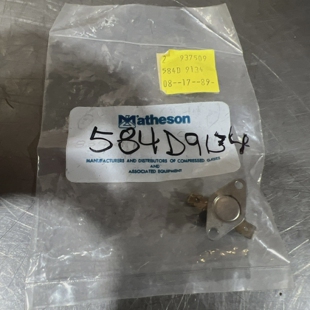 584D 9134
08--17--09.
Matheson
584D9134
MANUFACTURERS AND DISTRIBUTORS OF COMPRESSED GASES
AND
ASSOCIATED EQUIPMENT